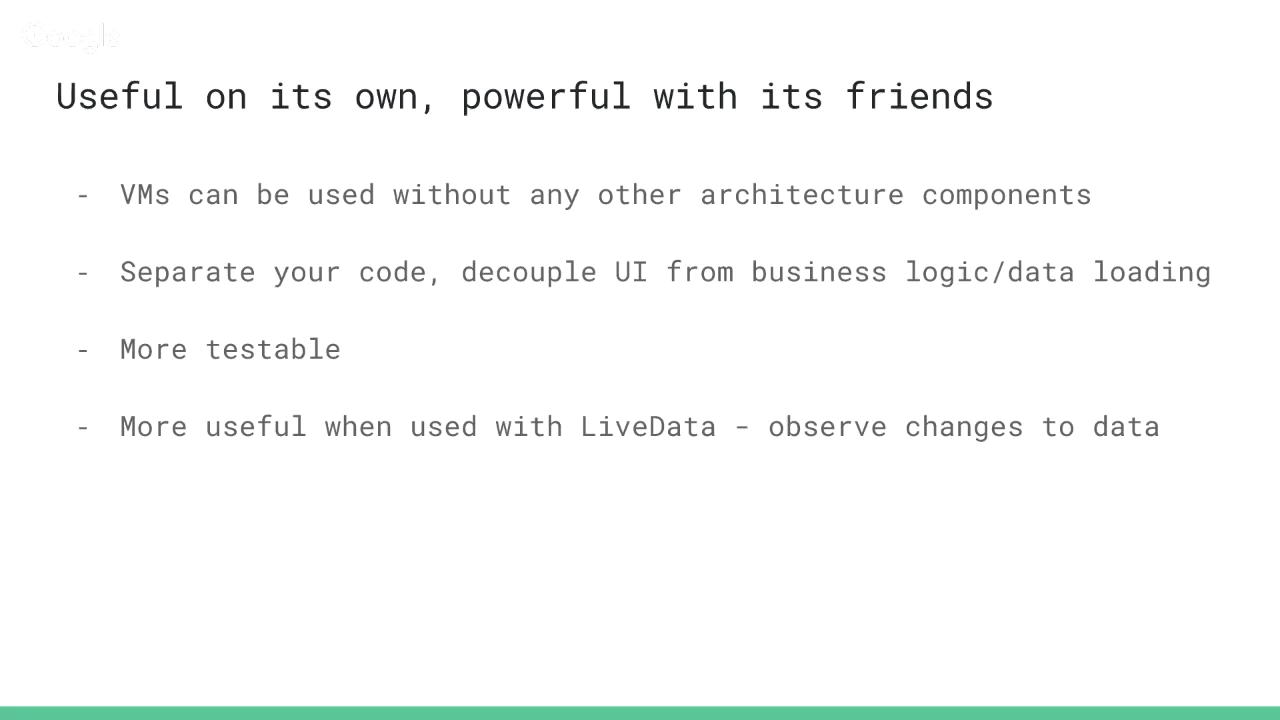 Google
Useful on its own, powerful with its friends
- VMs can be used without any other architecture components
- Separate your code, decouple UI from business logic/data loading
- More testable
- More useful when used with LiveData - observe changes to data